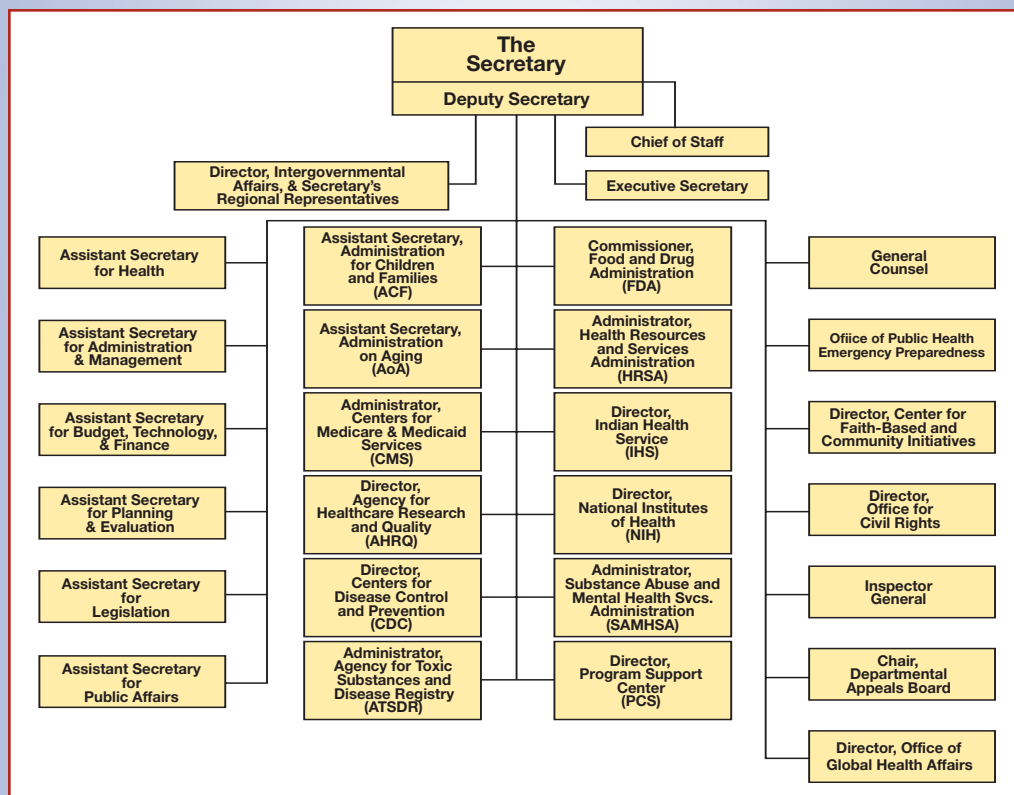 The
Secretary
Deputy Secretary
Chief of Staff
Director, Intergovernmental
Affairs, & Secretary's
Regional Representatives
Executive Secretary
Assistant Secretary
for Health
Assistant Secretary
for Administration
& Management
Assistant Secretary
for Budget, Technology,
& Finance
Assistant Secretary
for Planning
& Evaluation
Assistant Secretary
for
Legislation
Assistant Secretary
for
Public Affairs
Assistant Secretary,
Administration
for Children
and Families
(ACF)
Assistant Secretary,
Administration
on Aging
(AoA)
Administrator,
Centers for
Medicare & Medicaid
Services
(CMS)
Director,
Agency for
Healthcare Research
and Quality
(AHRQ)
Director,
Centers for
Disease Control
and Prevention
(CDC)
Administrator,
Agency for Toxic
Substances and
Disease Registry
(ATSDR)
Commissioner,
Food and Drug
Administration
(FDA)
Administrator,
Health Resources
and Services
Administration
(HRSA)
Director,
Indian Health
Service
(IHS)
Director,
National Institutes
of Health
(NIH)
Administrator,
Substance Abuse and
Mental Health Svcs.
Administration
(SAMHSA)
Director,
Program Support
Center
(PCS)
General
Counsel
Ofiice of Public Health
Emergency Preparedness
Director, Center for
Faith-Based and
Community Initiatives
Director,
Office for
Civil Rights
Inspector
General
Chair,
Departmental
Appeals Board
Director, Office of
Global Health Affairs